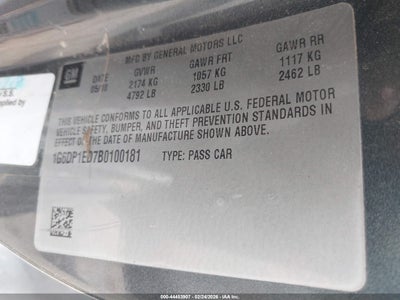 MFD BY GENERAL MOTORS LLC
GM
DATE GVWR GAWR FRT GAWR RR
05/10 2174 KG 1057 KG 1117 KG
4792 LB 2330 LB 2462 LB
THIS VEHICLE CONFORMS TO ALL APPLICABLE U.S. FEDERAL MOTOR
VEHICLE SAFETY, BUMPER, AND THEFT PREVENTION STANDARDS
IN EFFECT ON THE DATE OF MANUFACTURE SHOWN ABOVE.
1G6DP1ED7B0100181 TYPE: PASS CAR
pplied by
000-44453907 - 02/24/2026 - IAA Inc.